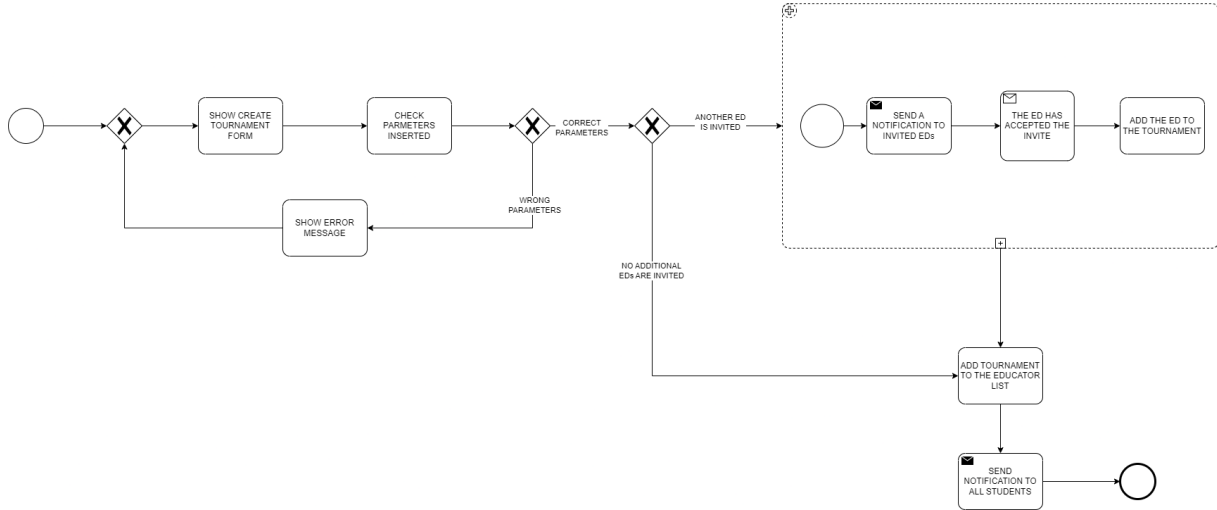 SHOW CREATE
TOURNAMENT
FORM
CHECK
PARMETERS
INSERTED
CORRECT
PARAMETERS
ANOTHER ED
IS INVITED
SEND A
NOTIFICATION TO
INVITED EDs
THE ED HAS
ACCEPTED THE
INVITE
ADD THE ED TO
THE TOURNAMENT
WRONG
PARAMETERS
SHOW ERROR
MESSAGE
NO ADDITIONAL
EDs ARE INVITED
ADD TOURNAMENT
TO THE EDUCATOR
LIST
SEND
NOTIFICATION TO
ALL STUDENTS